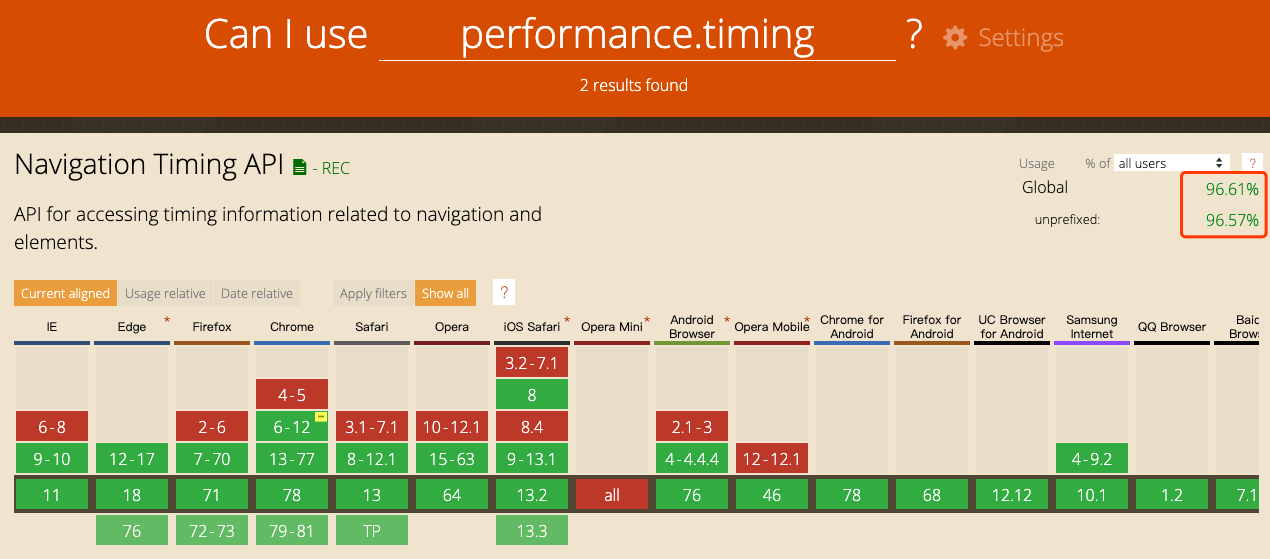 Can I use performance.timing ? Settings
2 results found
Navigation Timing API - REC
Usage % of all users ?
Global 96.61%
unprefixed: 96.57%
API for accessing timing information related to navigation and
elements.
Current aligned Usage relative Date relative Apply filters Show all ?
IE Edge * Firefox Chrome Safari Opera iOS Safari * Opera Mini * Android Browser * Opera Mobile * Chrome for Android Firefox for Android UC Browser for Android Samsung Internet QQ Browser
3.2-7.1
4-5 8
6-8 2-6 6-12 3.1-7.1 10-12.1 8.4 2.1-3
9-10 12-17 7-70 13-77 8-12.1 15-63 9-13.1 4-4.4.4 12-12.1 4-9.2
11 18 71 78 13 64 13.2 all 76 46 78 68 12.12 10.1 1.2 7.1
76 72-73 79-81 TP 13.3